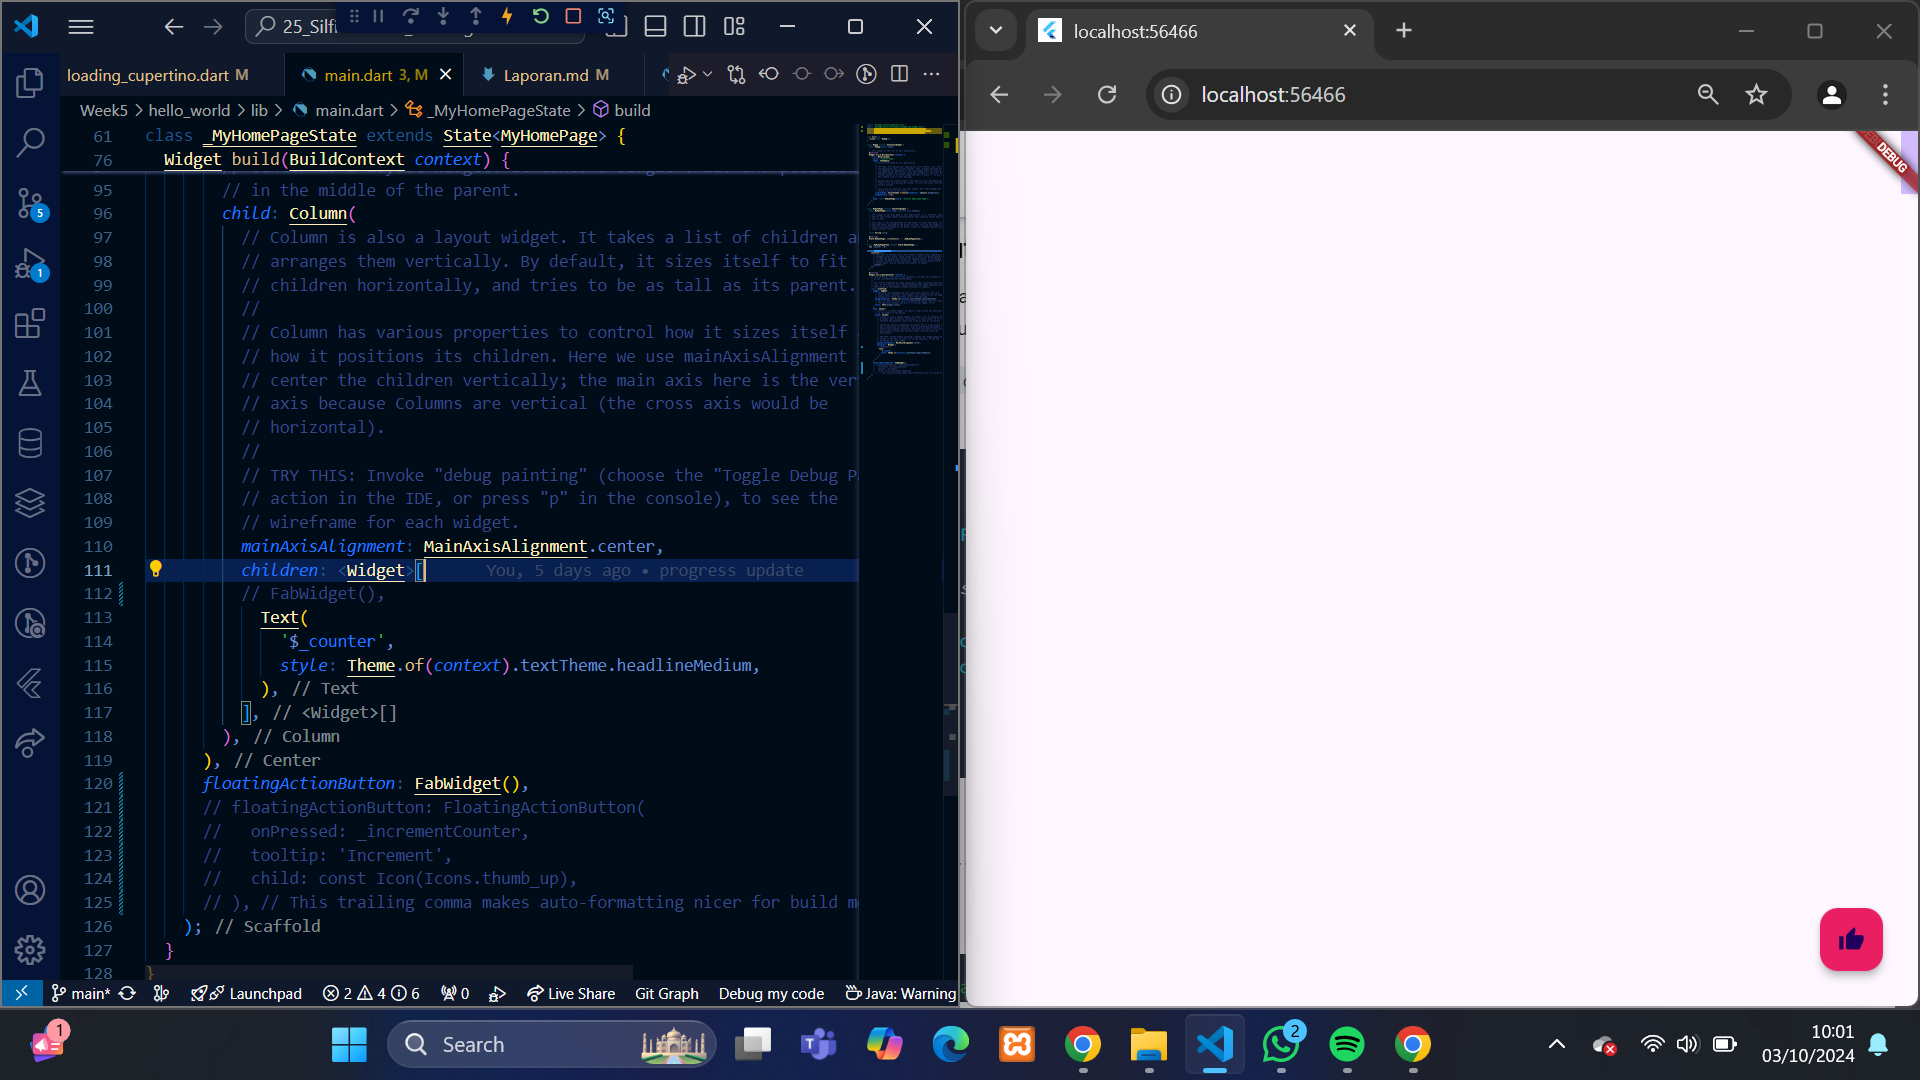 25_Silfi
loading_cupertino.dart M
main.dart 3, M
Laporan.md M
Week5 > hello_world > lib > main.dart > _MyHomePageState > build
61 class _MyHomePageState extends State<MyHomePage> {
76 Widget build(BuildContext context) {
95 // in the middle of the parent.
96 child: Column(
97 // Column is also a layout widget. It takes a list of children a
98 // arranges them vertically. By default, it sizes itself to fit
99 // children horizontally, and tries to be as tall as its parent.
100 //
101 // Column has various properties to control how it sizes itself
102 // how it positions its children. Here we use mainAxisAlignment
103 // center the children vertically; the main axis here is the ver
104 // axis because Columns are vertical (the cross axis would be
105 // horizontal).
106 //
107 // TRY THIS: Invoke "debug painting" (choose the "Toggle Debug P
108 // action in the IDE, or press "p" in the console), to see the
109 // wireframe for each widget.
110 mainAxisAlignment: MainAxisAlignment.center,
111 children: <Widget>[ You, 5 days ago • progress update
112 // FabWidget(),
113 Text(
114 '$_counter',
115 style: Theme.of(context).textTheme.headlineMedium,
116 ), // Text
117 ], // <Widget>[]
118 ), // Column
119 ), // Center
120 floatingActionButton: FabWidget(),
121 // floatingActionButton: FloatingActionButton(
122 //   onPressed: _incrementCounter,
123 //   tooltip: 'Increment',
124 //   child: const Icon(Icons.thumb_up),
125 // ), // This trailing comma makes auto-formatting nicer for build m
126 ); // Scaffold
127 }
128 }
5
1
main* Launchpad 2 4 6 0 Live Share Git Graph Debug my code Java: Warning
localhost:56466
localhost:56466
DEBUG
1
Search
2
10:01
03/10/2024